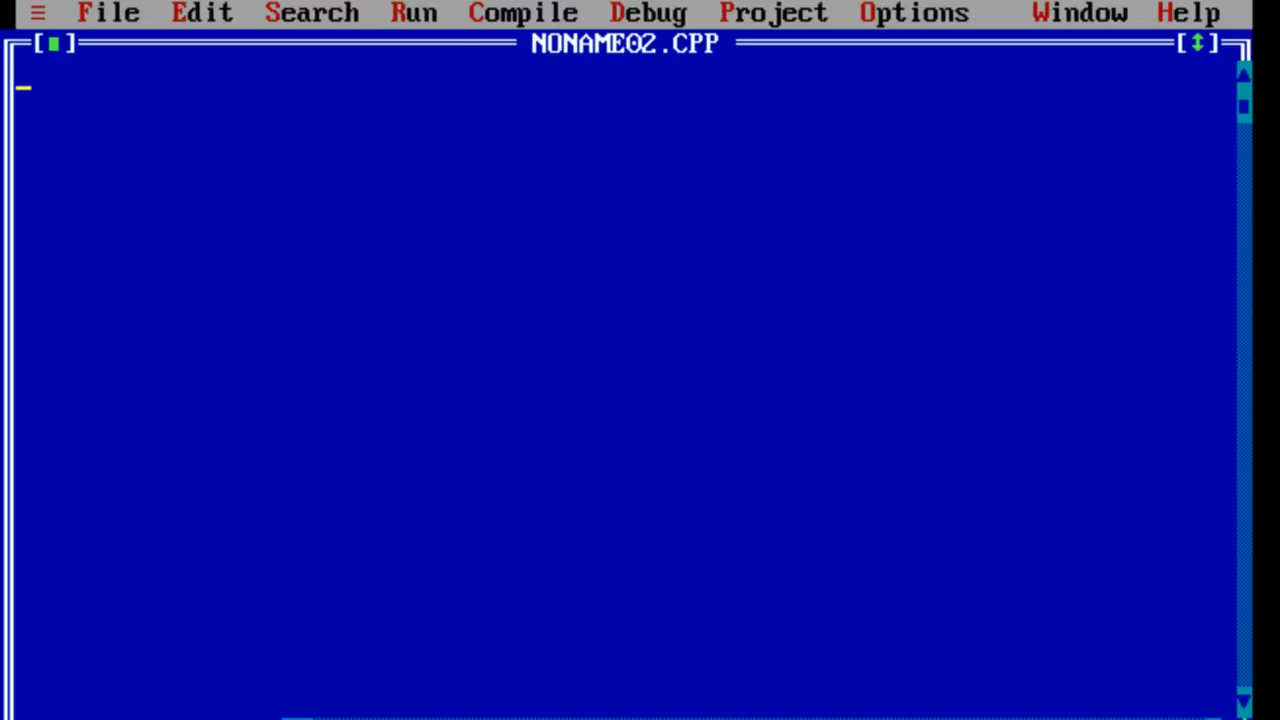 ≡ File Edit Search Run Compile Debug Project Options Window Help
[■] NONAME02.CPP [↕]